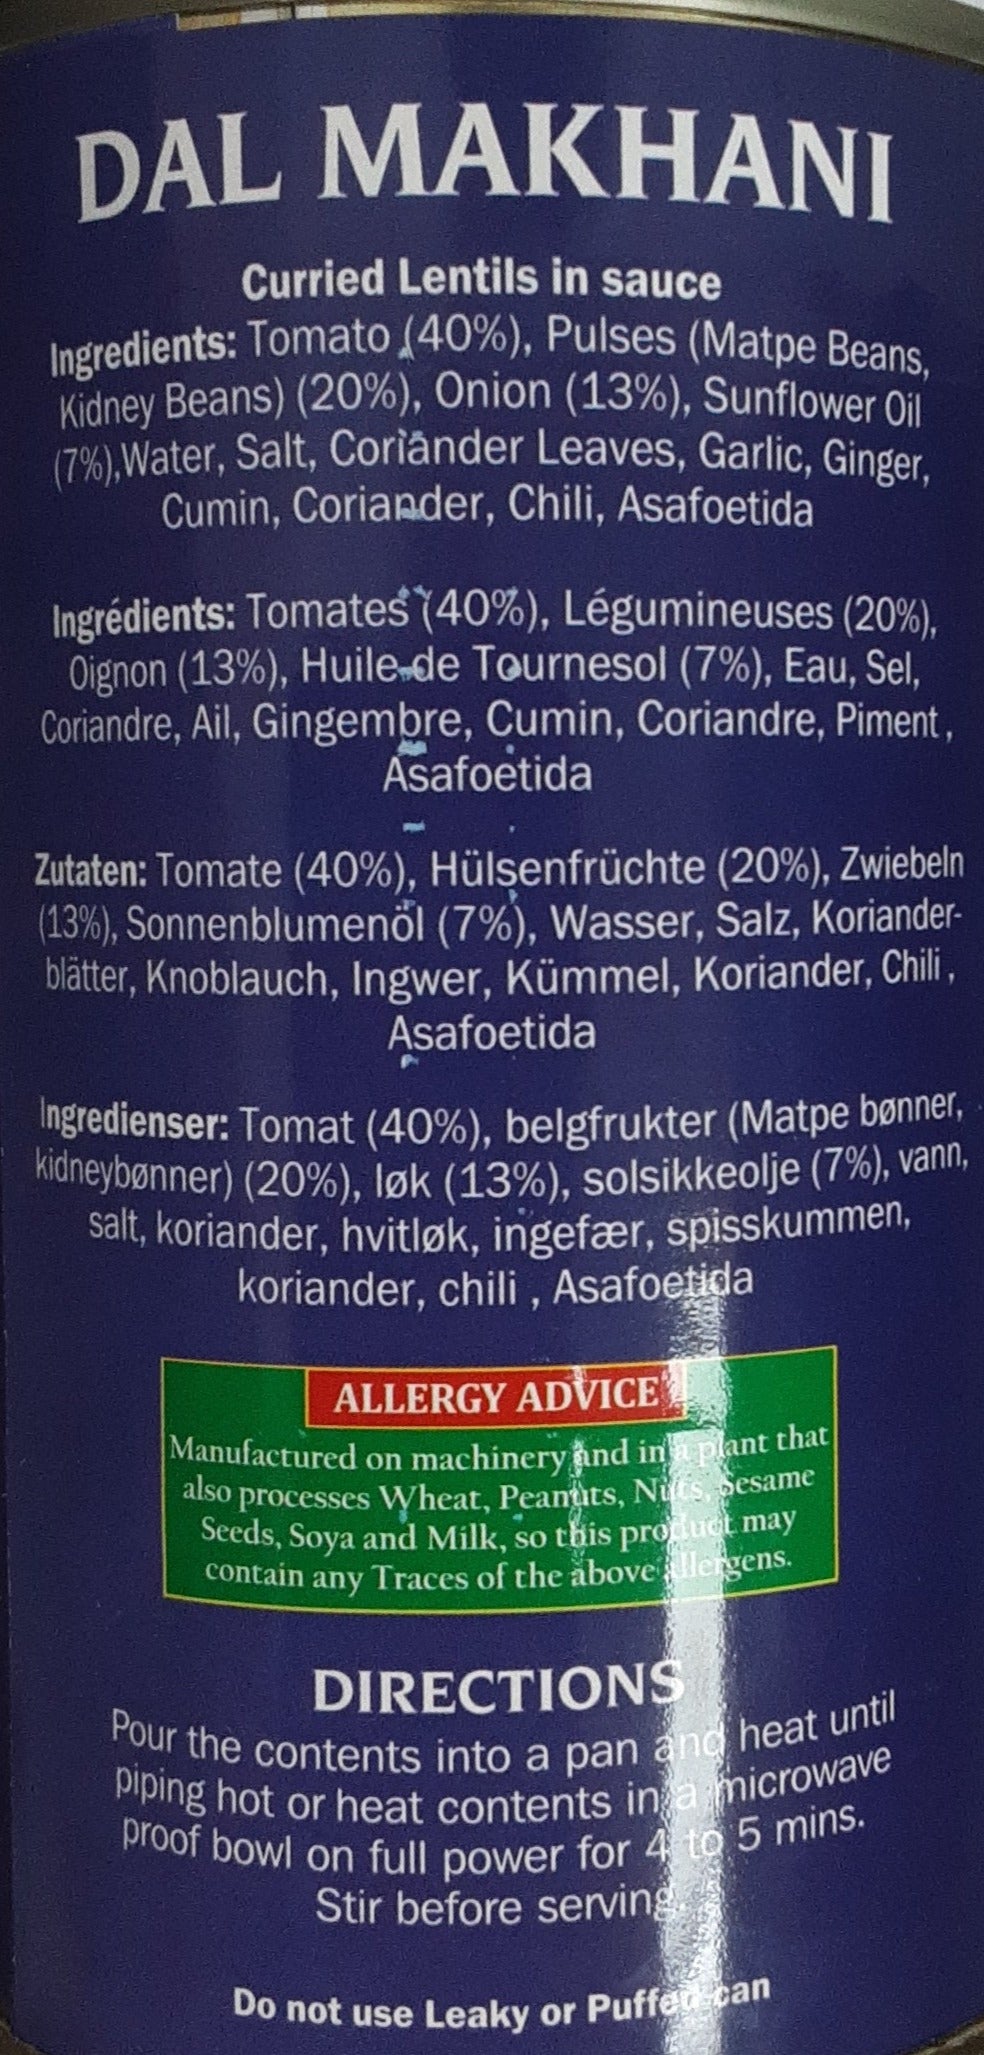 DAL MAKHANI
Curried Lentils in sauce
Ingredients: Tomato (40%), Pulses (Matpe Beans,
Kidney Beans) (20%), Onion (13%), Sunflower Oil
(7%),Water, Salt, Coriander Leaves, Garlic, Ginger,
Cumin, Coriander, Chili, Asafoetida
Ingrédients: Tomates (40%), Légumineuses (20%),
Oignon (13%), Huile de Tournesol (7%), Eau, Sel,
Coriandre, Ail, Gingembre, Cumin, Coriandre, Piment ,
Asafoetida
Zutaten: Tomate (40%), Hülsenfrüchte (20%), Zwiebeln
(13%), Sonnenblumenöl (7%), Wasser, Salz, Koriander-
blätter, Knoblauch, Ingwer, Kümmel, Koriander, Chili ,
Asafoetida
Ingredienser: Tomat (40%), belgfrukter (Matpe bønner,
kidneybønner) (20%), løk (13%), solsikkeolje (7%), vann,
salt, koriander, hvitløk, ingefær, spisskummen,
koriander, chili , Asafoetida
ALLERGY ADVICE
Manufactured on machinery and in a plant that
also processes Wheat, Peanuts, Nuts, Sesame
Seeds, Soya and Milk, so this product may
contain any Traces of the above allergens.
DIRECTIONS
Pour the contents into a pan and heat until
piping hot or heat contents in a microwave
proof bowl on full power for 4 to 5 mins.
Stir before serving.
Do not use Leaky or Puffed can